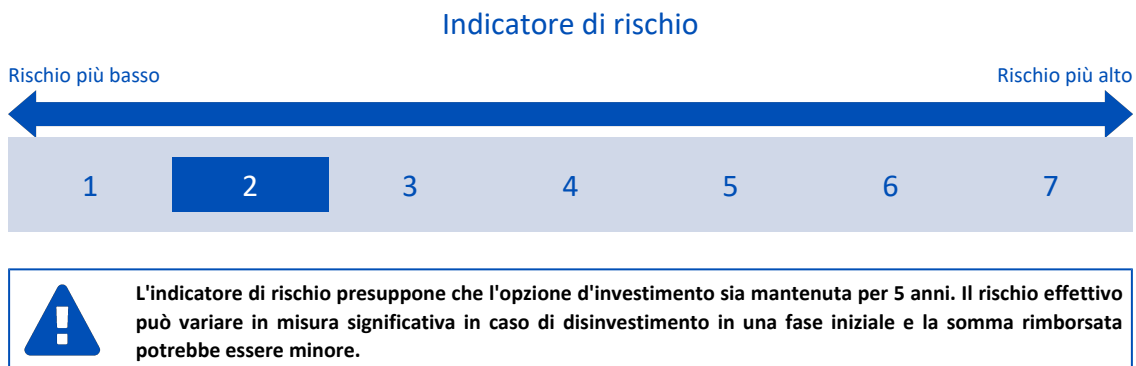 Indicatore di rischio
Rischio più basso
Rischio più alto
1 2 3 4 5 6 7
L'indicatore di rischio presuppone che l'opzione d'investimento sia mantenuta per 5 anni. Il rischio effettivo
può variare in misura significativa in caso di disinvestimento in una fase iniziale e la somma rimborsata
potrebbe essere minore.